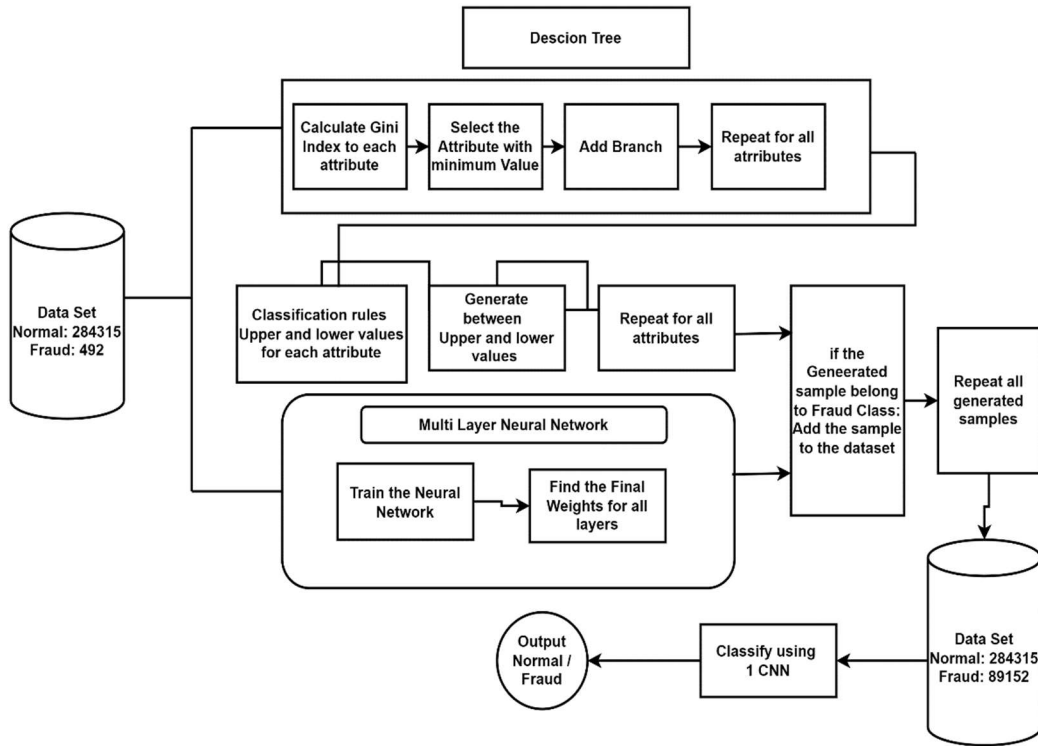 Descion Tree
Calculate Gini
Index to each
attribute
Select the
Attribute with
minimum Value
Add Branch
Repeat for all
atrributes
Data Set
Normal: 284315
Fraud: 492
Classification rules
Upper and lower values
for each attribute
Generate
between
Upper and lower
values
Repeat for all
attributes
if the
Geneerated
sample belong
to Fraud Class:
Add the sample
to the dataset
Repeat all
generated
samples
Multi Layer Neural Network
Train the Neural
Network
Find the Final
Weights for all
layers
Output
Normal /
Fraud
Classify using
1 CNN
Data Set
Normal: 284315
Fraud: 89152